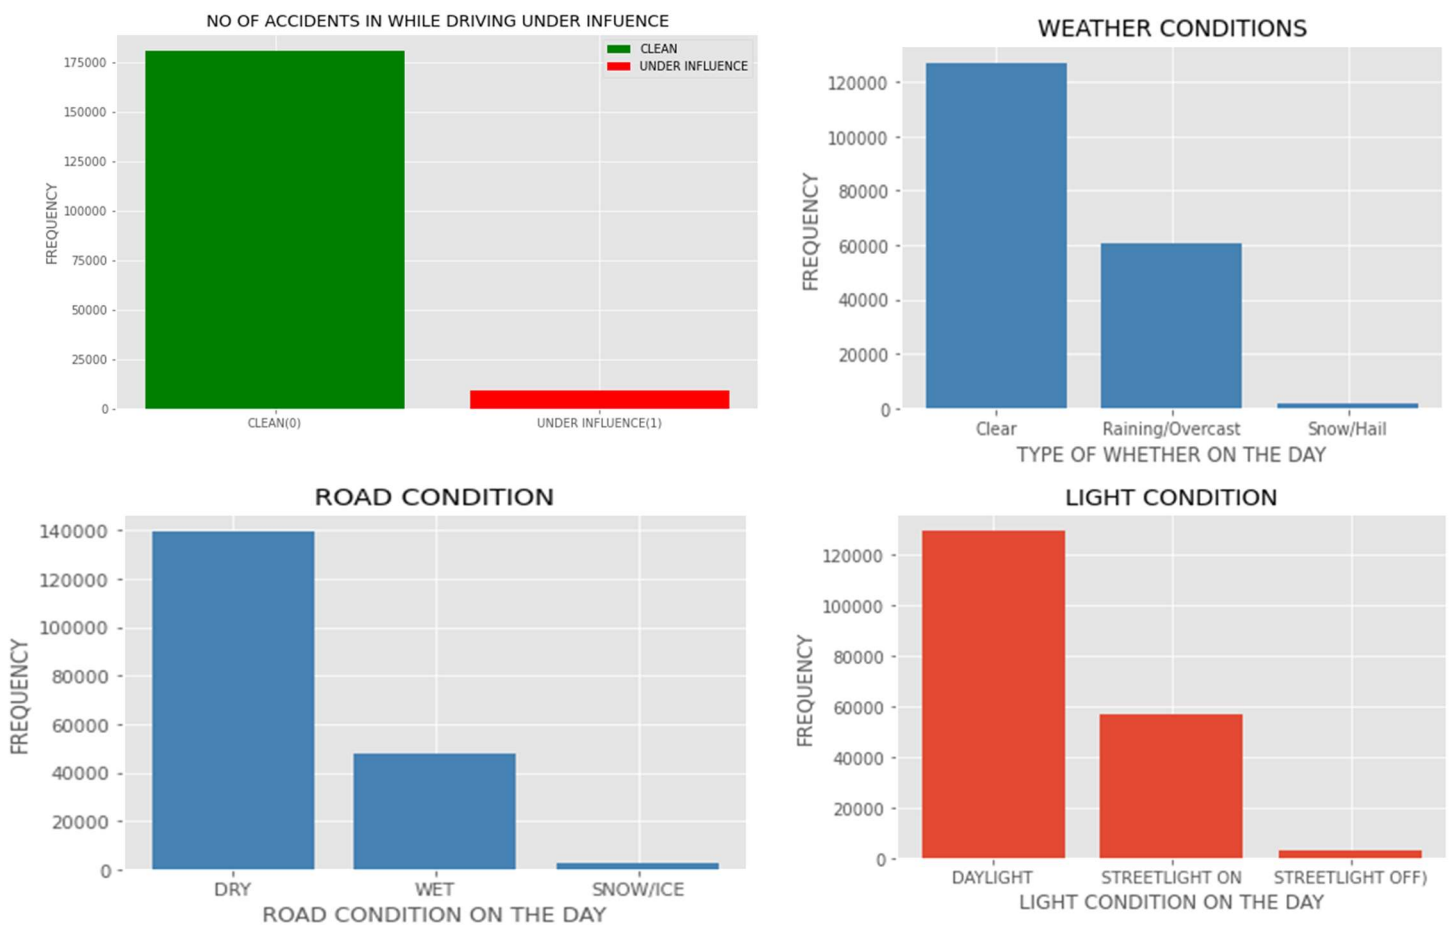 NO OF ACCIDENTS IN WHILE DRIVING UNDER INFUENCE
CLEAN
UNDER INFLUENCE
175000
150000
125000
100000
75000
50000
25000
0
FREQUENCY
CLEAN(0)
UNDER INFLUENCE(1)
WEATHER CONDITIONS
120000
100000
80000
60000
40000
20000
0
FREQUENCY
Clear
Raining/Overcast
Snow/Hail
TYPE OF WHETHER ON THE DAY
ROAD CONDITION
140000
120000
100000
80000
60000
40000
20000
0
FREQUENCY
DRY
WET
SNOW/ICE
ROAD CONDITION ON THE DAY
LIGHT CONDITION
120000
100000
80000
60000
40000
20000
0
FREQUENCY
DAYLIGHT
STREETLIGHT ON
STREETLIGHT OFF)
LIGHT CONDITION ON THE DAY